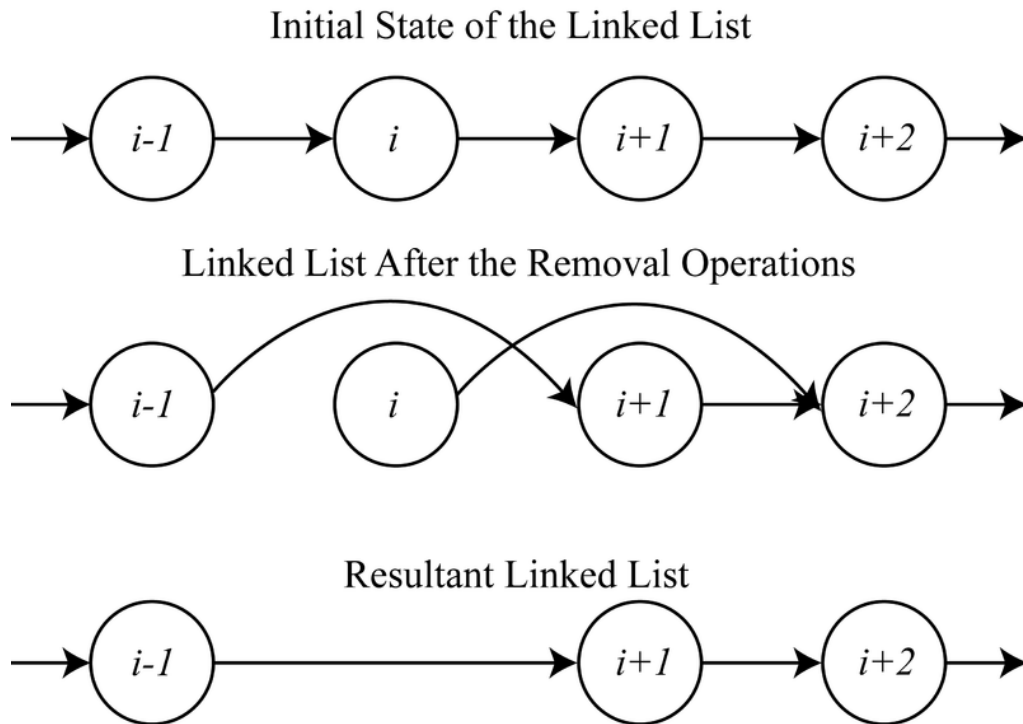 Initial State of the Linked List
i-1 i i+1 i+2
Linked List After the Removal Operations
i-1 i i+1 i+2
Resultant Linked List
i-1 i+1 i+2